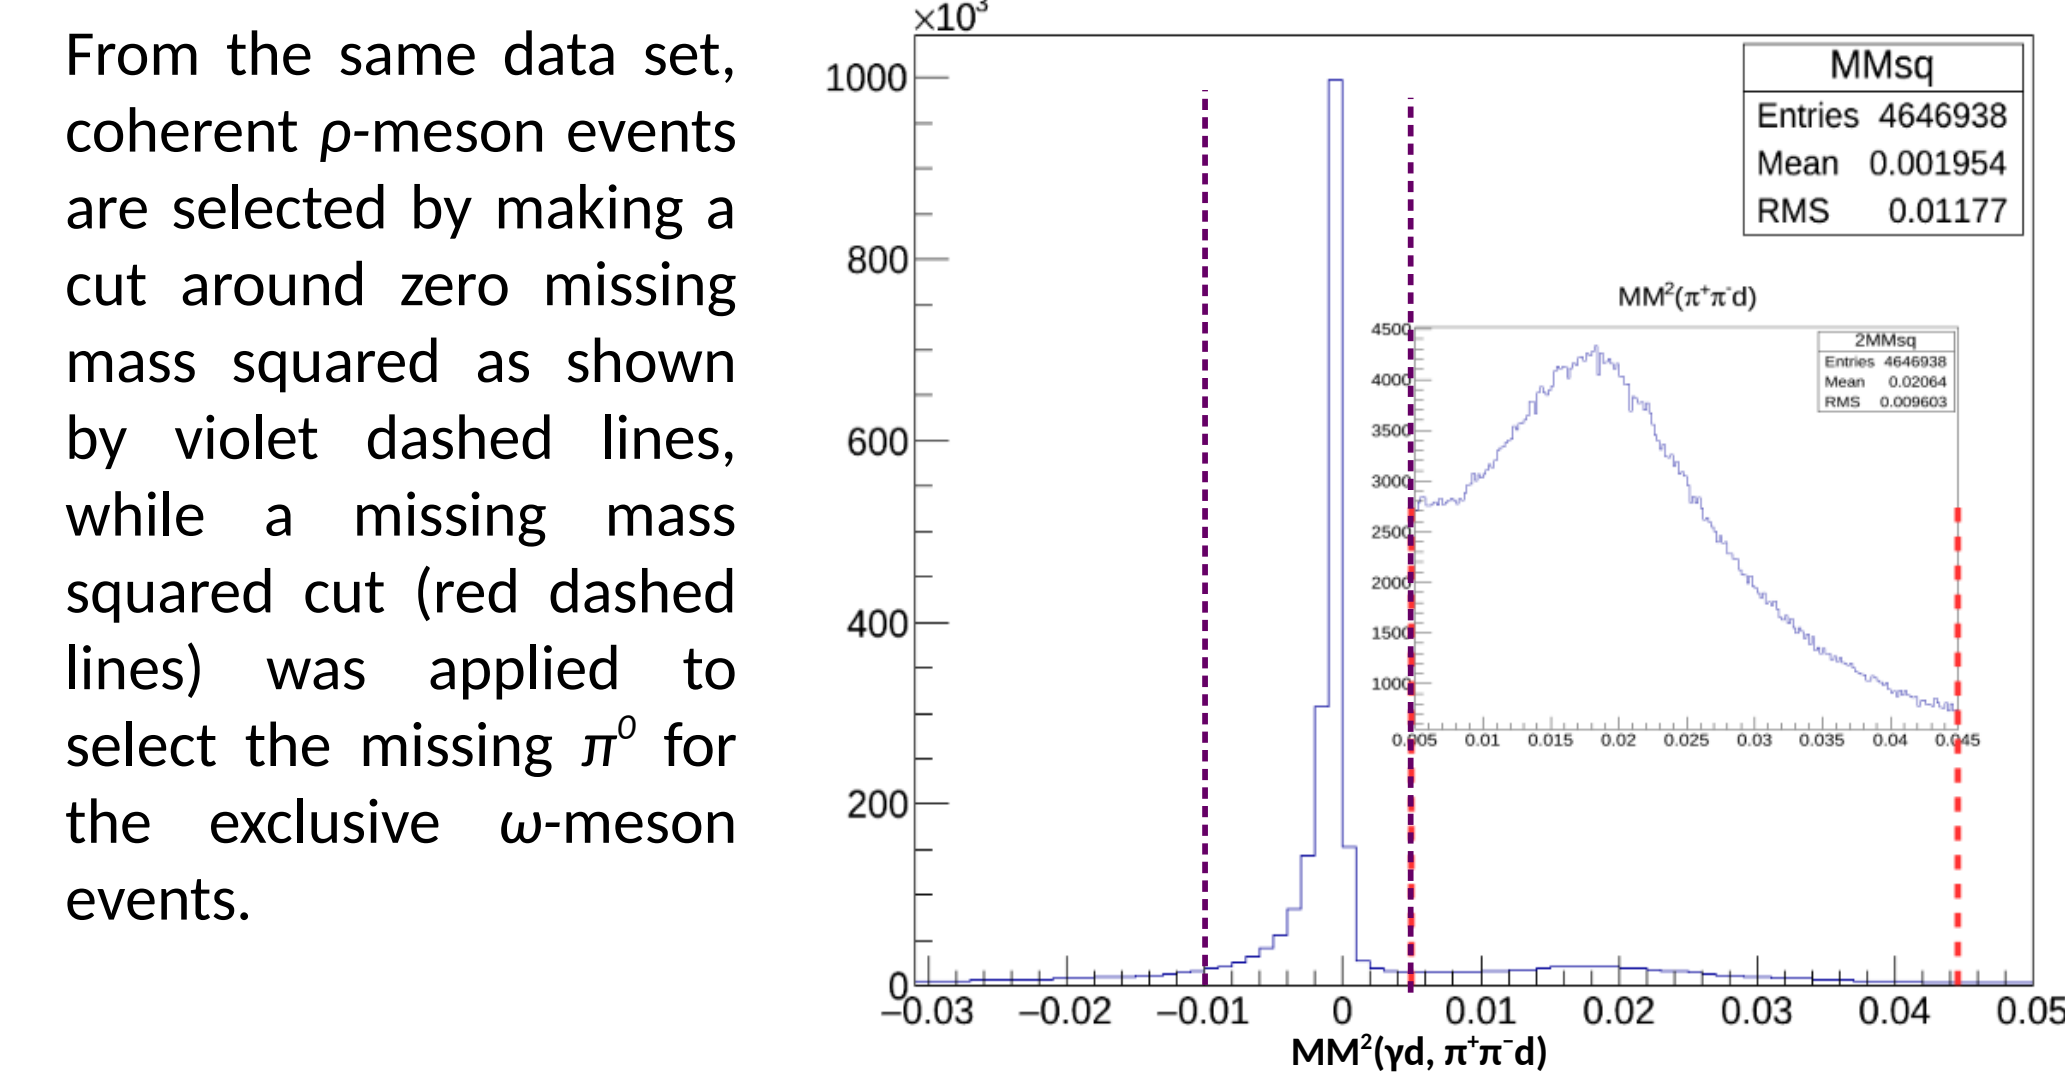 From the same data set,
coherent ρ-meson events
are selected by making a
cut around zero missing
mass squared as shown
by violet dashed lines,
while a missing mass
squared cut (red dashed
lines) was applied to
select the missing π⁰ for
the exclusive ω-meson
events.
×10³
1000
800
600
400
200
0
MMsq
Entries 4646938
Mean 0.001954
RMS 0.01177
MM²(π⁺π⁻d)
4500
4000
3500
3000
2500
2000
1500
1000
2MMsq
Entries 4646938
Mean 0.02064
RMS 0.009603
0.005 0.01 0.015 0.02 0.025 0.03 0.035 0.04 0.045
−0.03 −0.02 −0.01 0 0.01 0.02 0.03 0.04 0.05
MM²(γd, π⁺π⁻d)